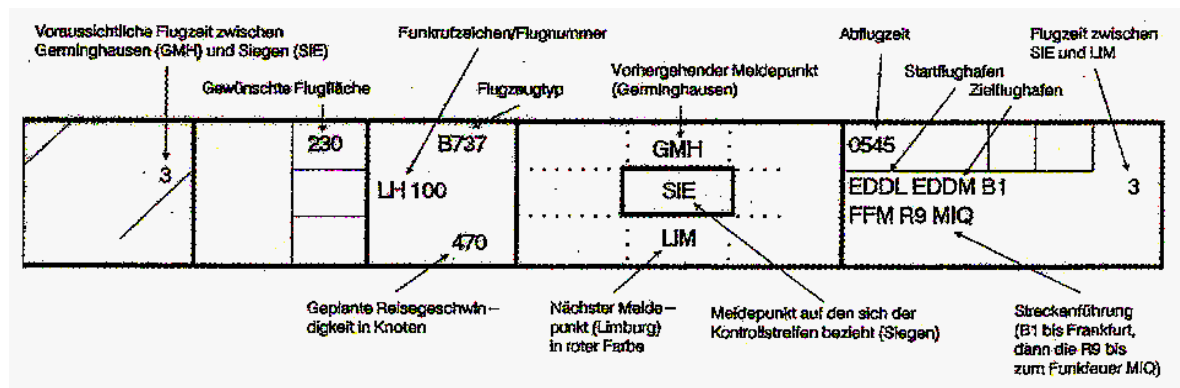 Voraussichtliche Flugzeit zwischen
Germinghausen (GMH) und Siegen (SIE)
Funkrufzeichen/Flugnummer
Abflugzeit
Flugzeit zwischen
SIE und LIM
Gewünschte Flugfläche
Flugzeugtyp
Vorhergehender Meldepunkt
(Germinghausen)
Startflughafen
Zielflughafen
230
B737
GMH
0545
3
LH 100
SIE
EDDL EDDM B1
3
FFM R9 MIQ
470
LIM
Geplante Reisegeschwin-
digkeit in Knoten
Nächster Melde-
punkt (Limburg)
in roter Farbe
Meldepunkt auf den sich der
Kontrollstreifen bezieht (Siegen)
Streckenführung
(B1 bis Frankfurt,
dann die R9 bis
zum Funkfeuer MIQ)